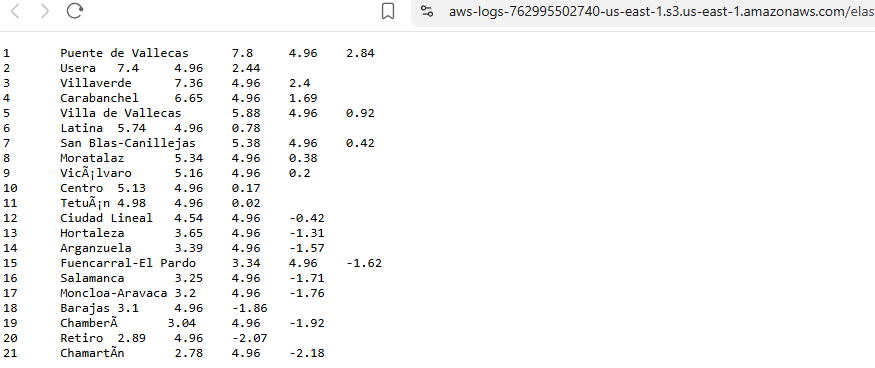 aws-logs-762995502740-us-east-1.s3.us-east-1.amazonaws.com/elas
1 Puente de Vallecas 7.8 4.96 2.84
2 Usera 7.4 4.96 2.44
3 Villaverde 7.36 4.96 2.4
4 Carabanchel 6.65 4.96 1.69
5 Villa de Vallecas 5.88 4.96 0.92
6 Latina 5.74 4.96 0.78
7 San Blas-Canillejas 5.38 4.96 0.42
8 Moratalaz 5.34 4.96 0.38
9 VicÃ¡lvaro 5.16 4.96 0.2
10 Centro 5.13 4.96 0.17
11 TetuÃ¡n 4.98 4.96 0.02
12 Ciudad Lineal 4.54 4.96 -0.42
13 Hortaleza 3.65 4.96 -1.31
14 Arganzuela 3.39 4.96 -1.57
15 Fuencarral-El Pardo 3.34 4.96 -1.62
16 Salamanca 3.25 4.96 -1.71
17 Moncloa-Aravaca 3.2 4.96 -1.76
18 Barajas 3.1 4.96 -1.86
19 ChamberÃ 3.04 4.96 -1.92
20 Retiro 2.89 4.96 -2.07
21 ChamartÃn 2.78 4.96 -2.18